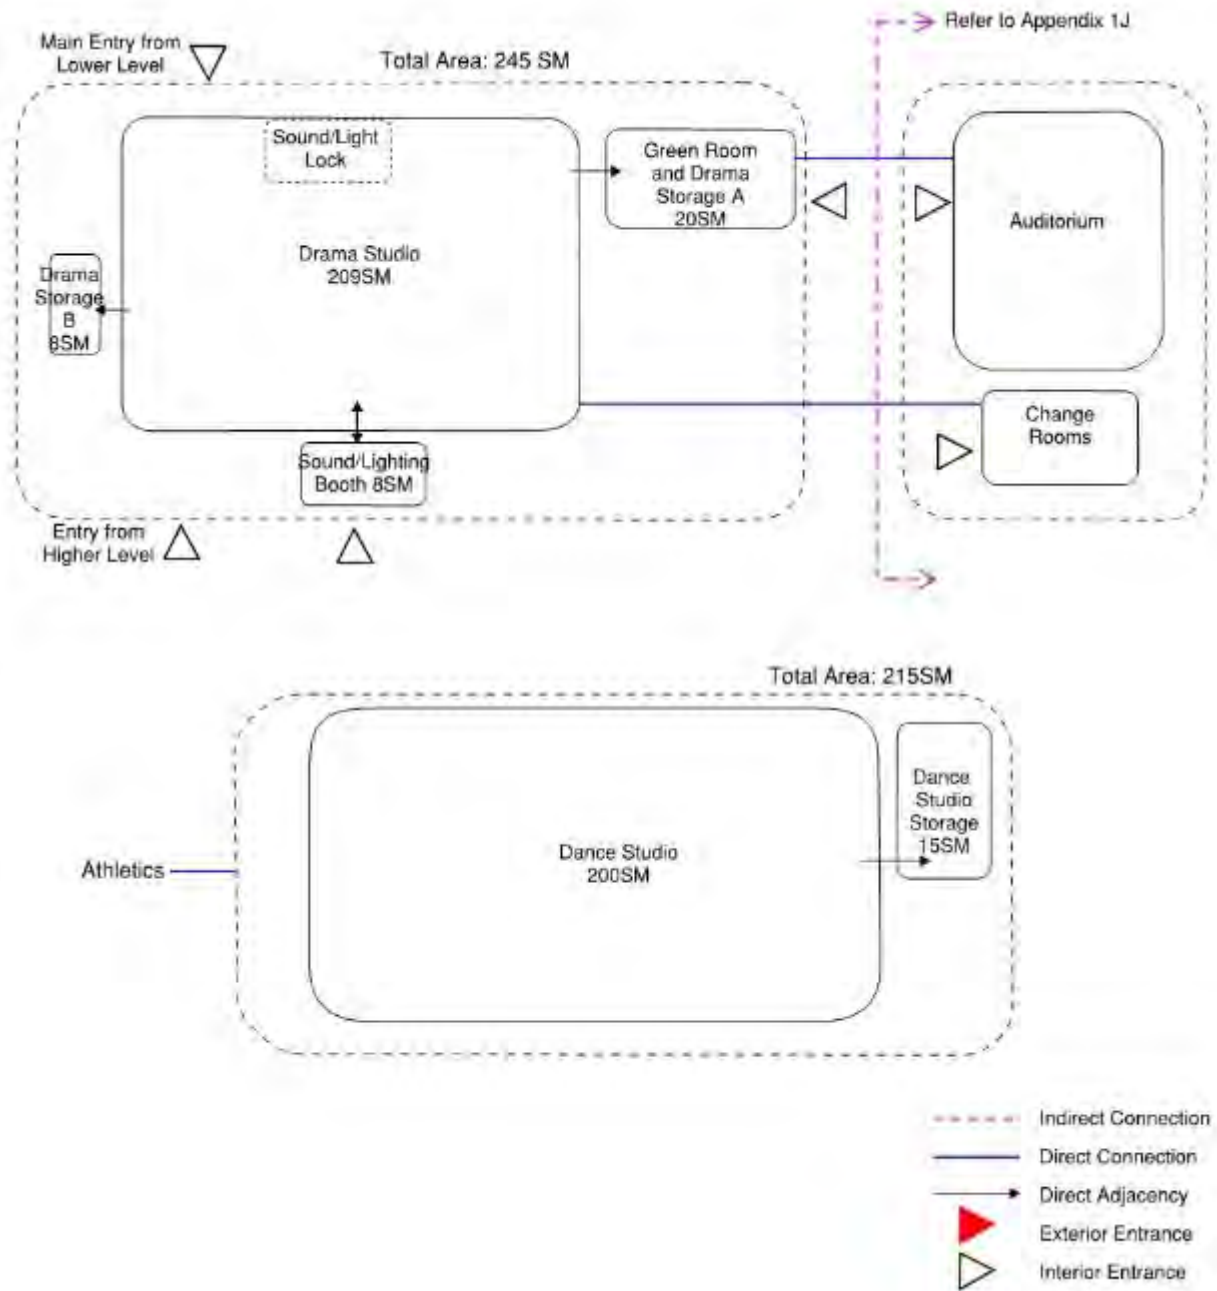 Refer to Appendix 1J
Main Entry from
Lower Level
Total Area: 245 SM
Sound/Light
Lock
Green Room
and Drama
Storage A
20SM
Auditorium
Drama Studio
209SM
Drama
Storage
B
8SM
Change
Rooms
Sound/Lighting
Booth 8SM
Entry from
Higher Level
Total Area: 215SM
Dance
Studio
Storage
15SM
Dance Studio
200SM
Athletics
Indirect Connection
Direct Connection
Direct Adjacency
Exterior Entrance
Interior Entrance